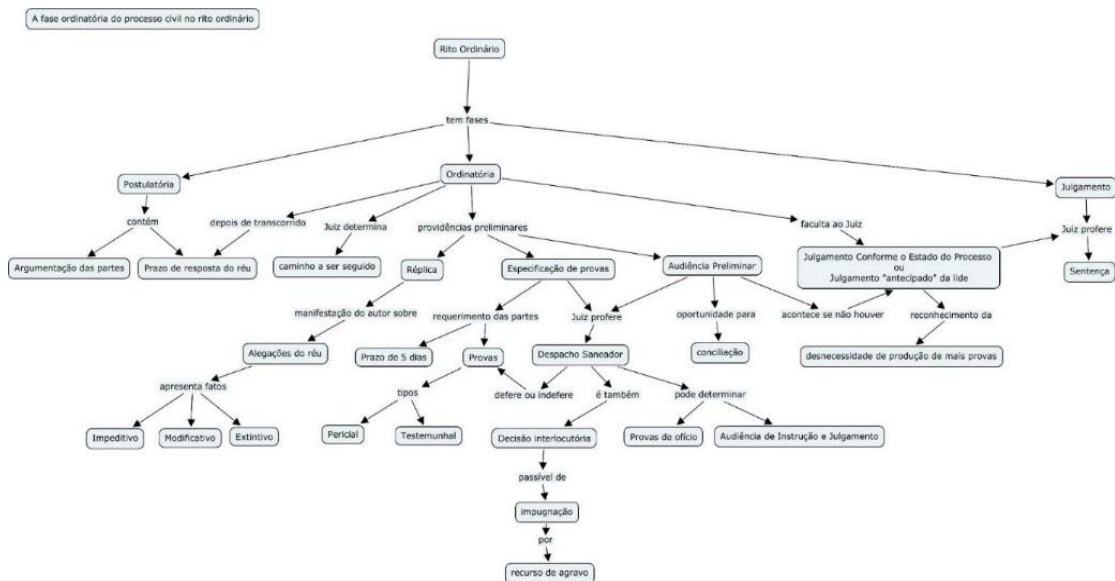 A fase ordinatória do processo civil no rito ordinário
Rito Ordinário
tem fases
Postulatória
Ordinatória
Julgamento
contém
depois de transcorrido
Juiz determina
providências preliminares
faculta ao Juiz
Juiz profere
Argumentação das partes
Prazo de resposta do réu
caminho a ser seguido
Réplica
Especificação de provas
Audiência Preliminar
Julgamento Conforme o Estado do Processo
ou
Julgamento "antecipado" da lide
Sentença
manifestação do autor sobre
requerimento das partes
Juiz profere
oportunidade para
acontece se não houver
reconhecimento da
Alegações do réu
Prazo de 5 dias
Provas
Despacho Saneador
conciliação
desnecessidade de produção de mais provas
apresenta fatos
tipos
defere ou indefere
é também
pode determinar
Impeditivo
Modificativo
Extintivo
Pericial
Testemunhal
Decisão interlocutória
Provas de ofício
Audiência de Instrução e Julgamento
passível de
impugnação
por
recurso de agravo